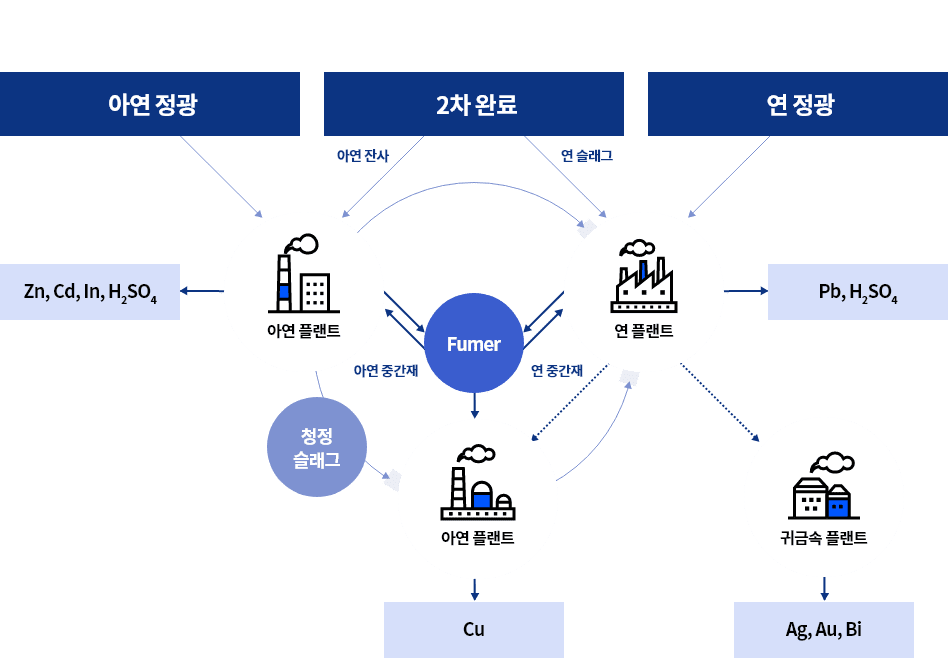 아연 정광
2차 완료
연 정광
아연 잔사
연 슬래그
Zn, Cd, In, H₂SO₄
아연 플랜트
Fumer
연 플랜트
Pb, H₂SO₄
아연 중간재
연 중간재
청정
슬래그
아연 플랜트
귀금속 플랜트
Cu
Ag, Au, Bi